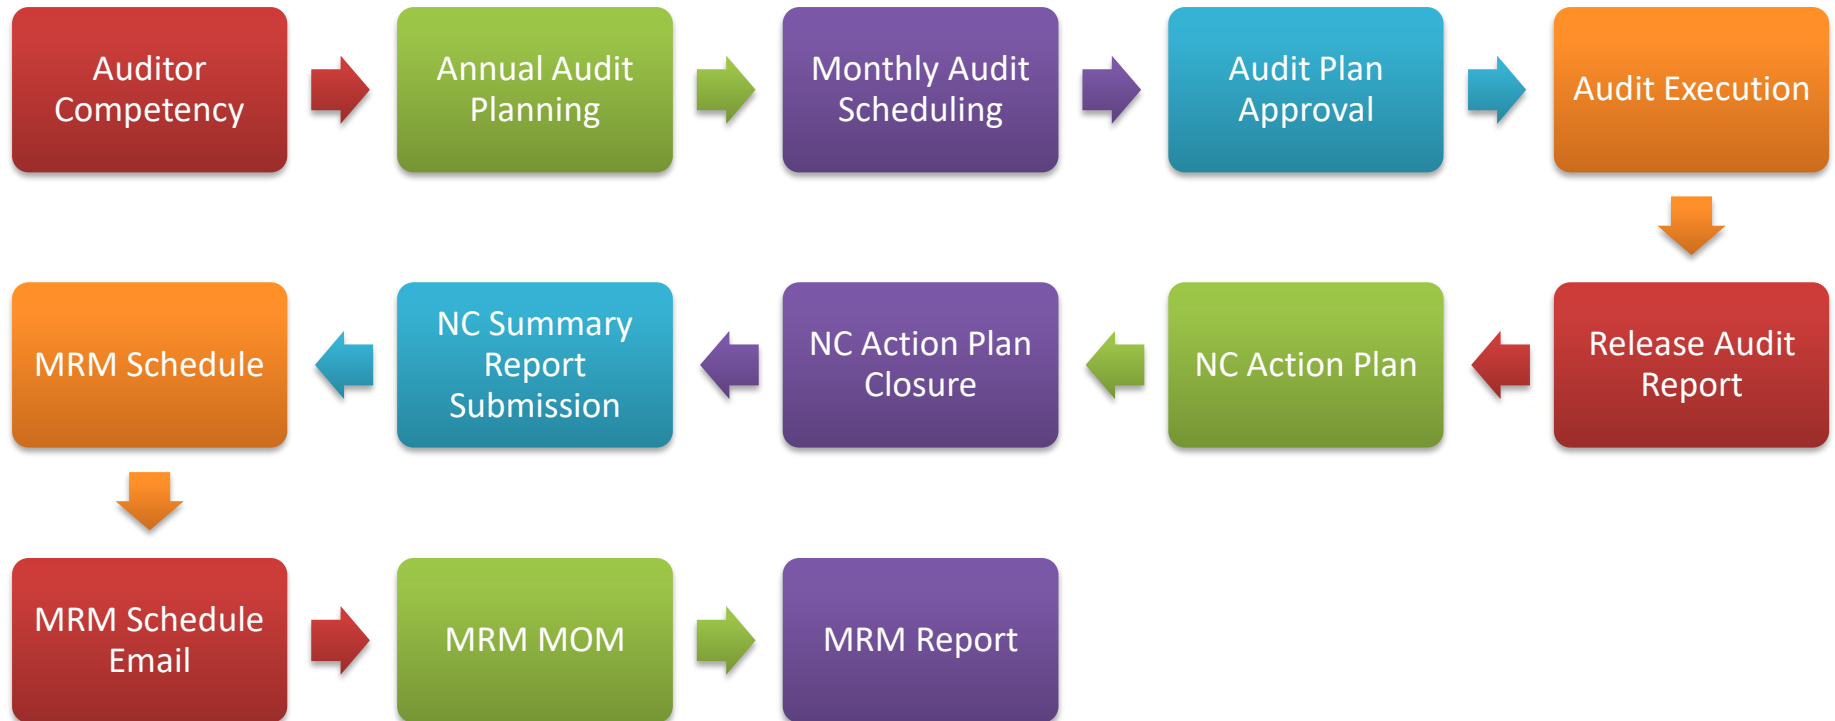 Auditor
Competency
Annual Audit
Planning
Monthly Audit
Scheduling
Audit Plan
Approval
Audit Execution
Release Audit
Report
NC Action Plan
NC Action Plan
Closure
NC Summary
Report
Submission
MRM Schedule
MRM Schedule
Email
MRM MOM
MRM Report